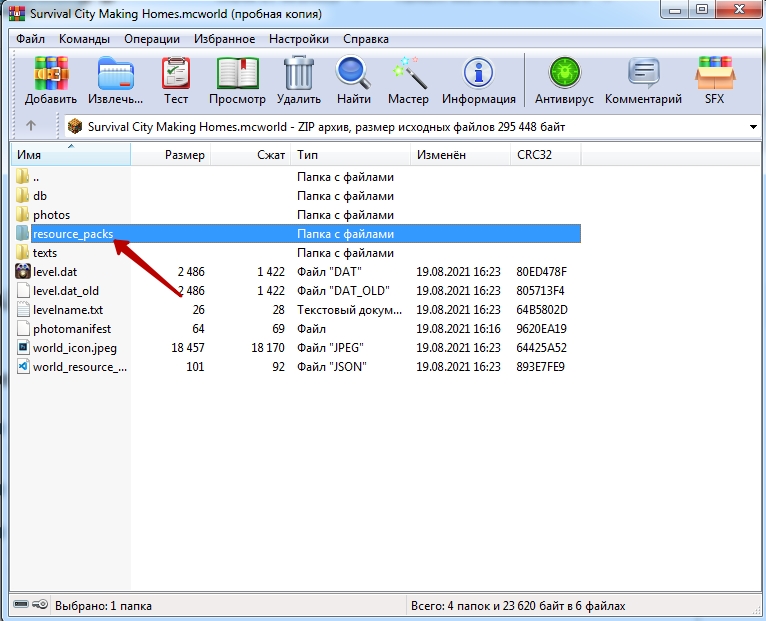 Survival City Making Homes.mcworld (пробная копия)
Файл Команды Операции Избранное Настройки Справка
Добавить Извлечь... Тест Просмотр Удалить Найти Мастер Информация Антивирус Комментарий SFX
Survival City Making Homes.mcworld - ZIP архив, размер исходных файлов 295 448 байт
Имя Размер Сжат Тип Изменён CRC32
.. Папка с файлами
db Папка с файлами
photos Папка с файлами
resource_packs Папка с файлами
texts Папка с файлами
level.dat 2 486 1 422 Файл "DAT" 19.08.2021 16:23 80ED478F
level.dat_old 2 486 1 422 Файл "DAT_OLD" 19.08.2021 16:23 805713F4
levelname.txt 26 28 Текстовый докум... 19.08.2021 16:23 64B5802D
photomanifest 64 69 Файл 19.08.2021 16:16 9620EA19
world_icon.jpeg 18 457 18 170 Файл "JPEG" 19.08.2021 16:23 64425A52
world_resource_... 101 92 Файл "JSON" 19.08.2021 16:23 893E7FE9
Выбрано: 1 папка Всего: 4 папок и 23 620 байт в 6 файлах